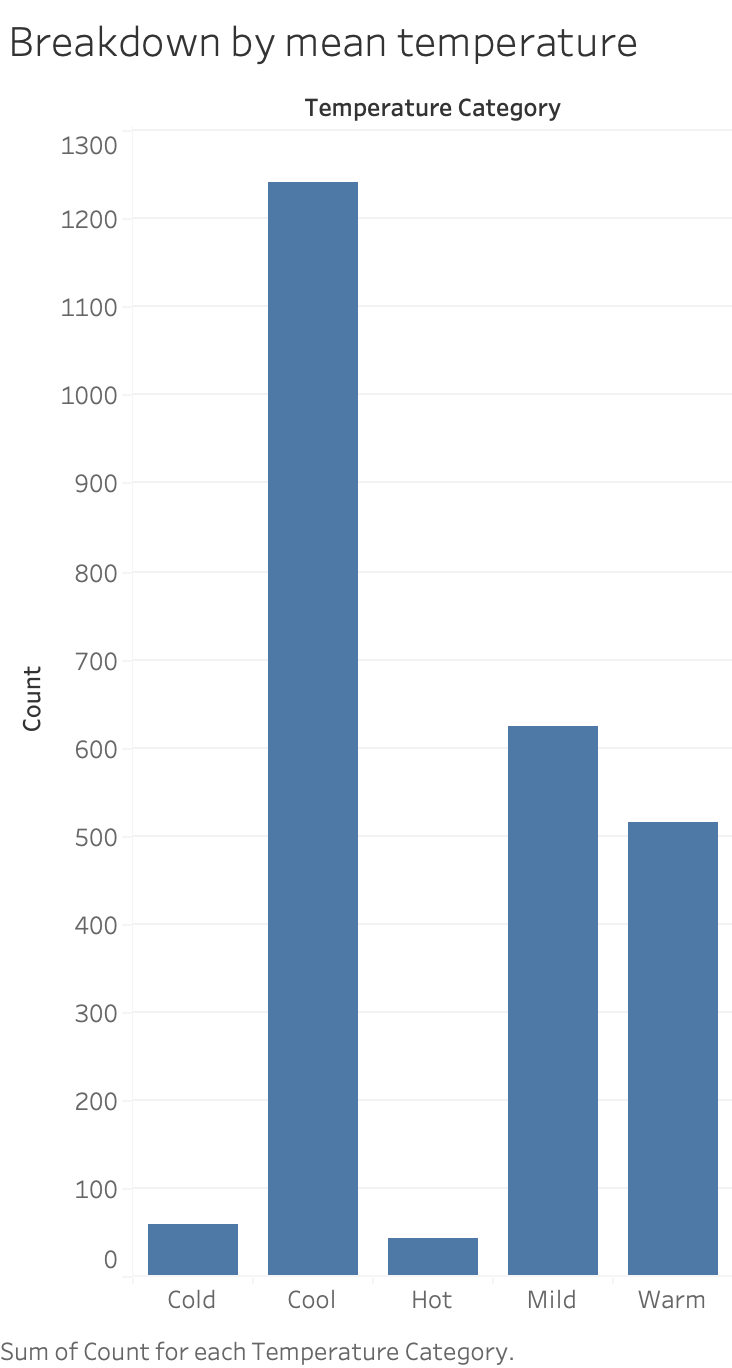 Breakdown by mean temperature
Temperature Category
1300
1200
1100
1000
900
800
700
600
500
400
300
200
100
0
Count
Cold Cool Hot Mild Warm
Sum of Count for each Temperature Category.